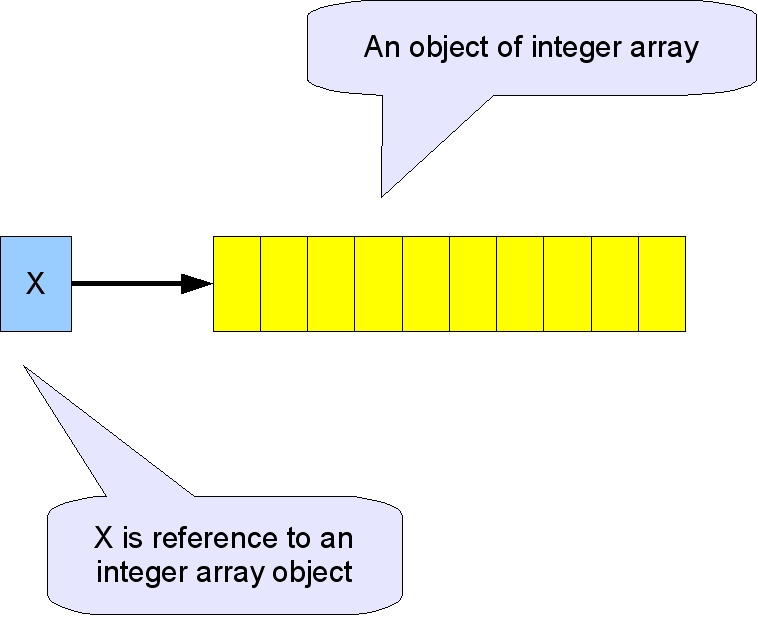 An object of integer array
X
X is reference to an
integer array object